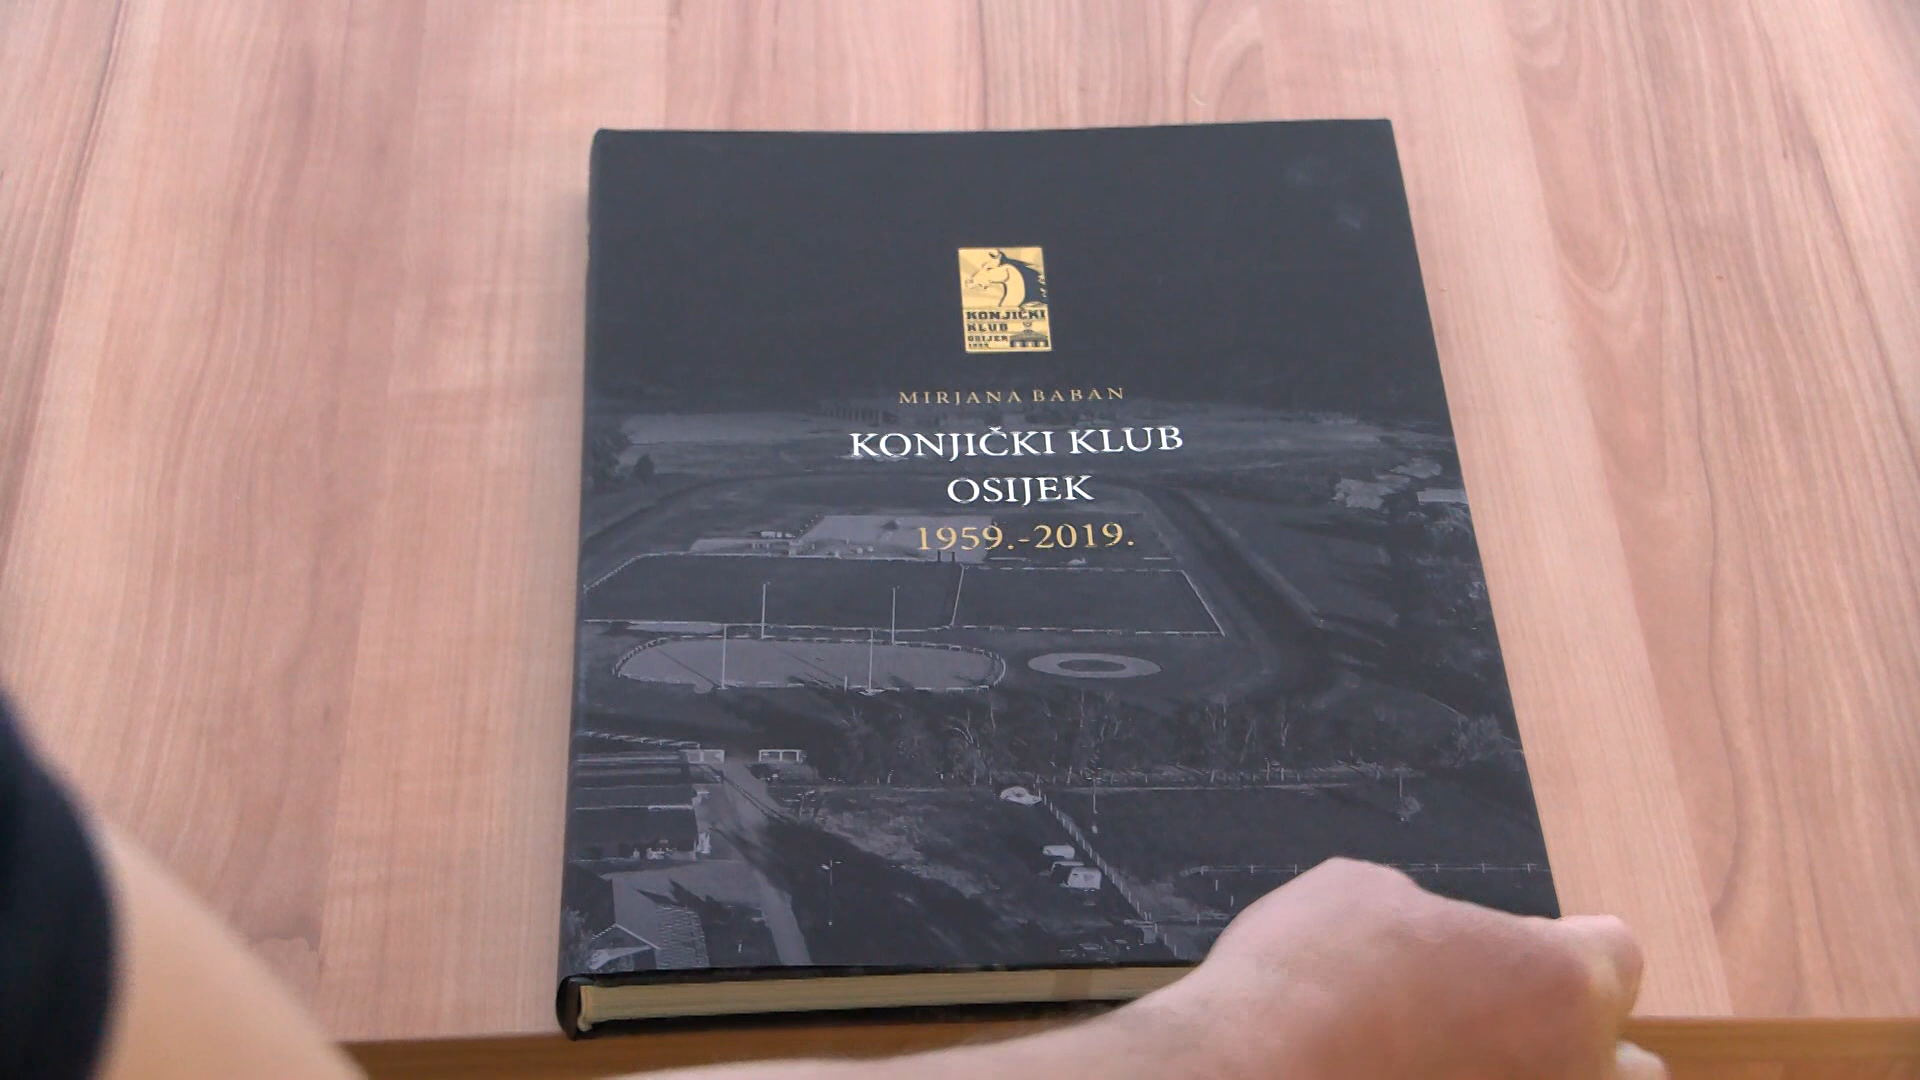 KONJIČKI
KLUB
OSIJEK
MIRJANA BABAN
KONJIČKI KLUB
OSIJEK
1959.-2019.